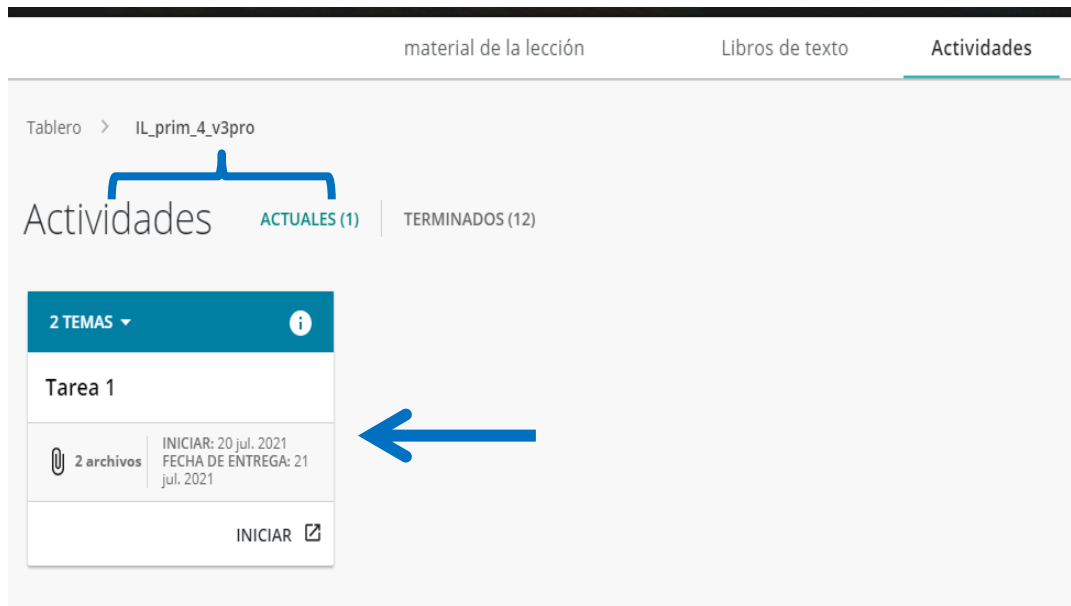 material de la lección Libros de texto Actividades
Tablero > IL_prim_4_v3pro
Actividades ACTUALES (1) TERMINADOS (12)
2 TEMAS
Tarea 1
2 archivos
INICIAR: 20 jul. 2021
FECHA DE ENTREGA: 21
jul. 2021
INICIAR